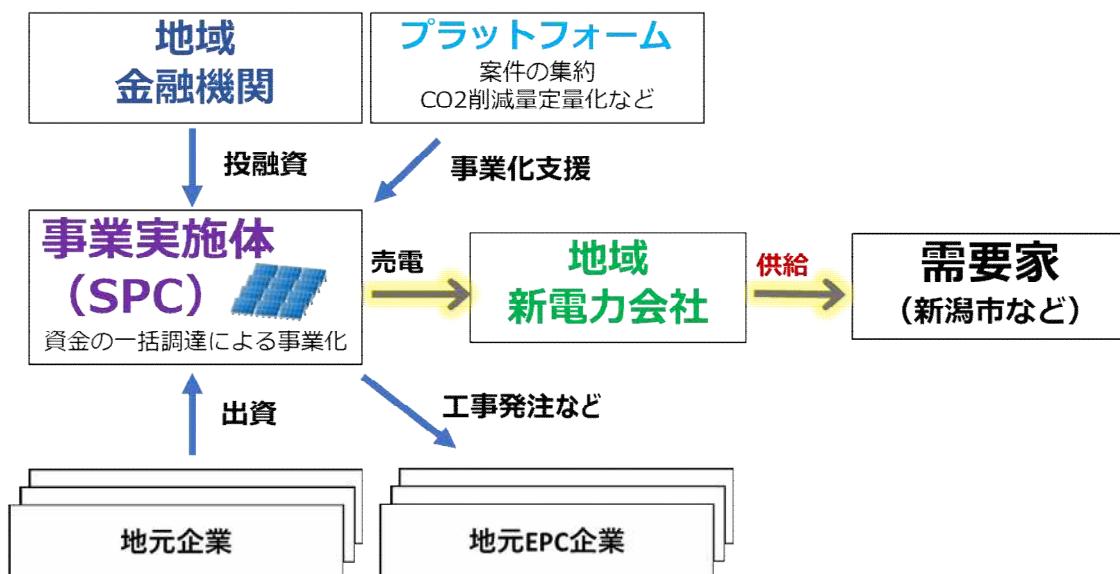 地域
金融機関
プラットフォーム
案件の集約
CO2削減量定量化など
投融資
事業化支援
事業実施体
（SPC）
資金の一括調達による事業化
売電
地域
新電力会社
供給
需要家
（新潟市など）
出資
工事発注など
地元企業
地元EPC企業